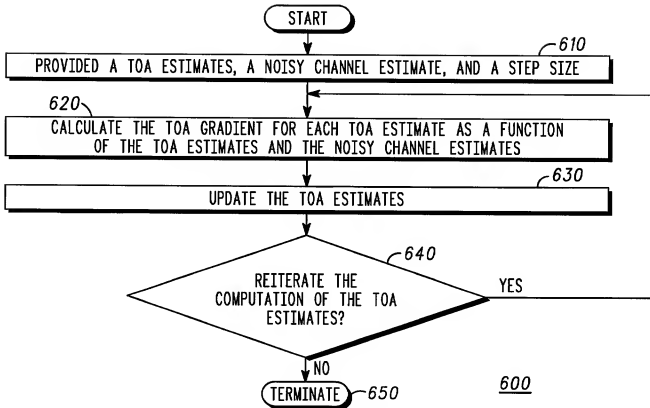 START
610
PROVIDED A TOA ESTIMATES, A NOISY CHANNEL ESTIMATE, AND A STEP SIZE
620
CALCULATE THE TOA GRADIENT FOR EACH TOA ESTIMATE AS A FUNCTION
OF THE TOA ESTIMATES AND THE NOISY CHANNEL ESTIMATES
630
UPDATE THE TOA ESTIMATES
640
REITERATE THE
COMPUTATION OF THE TOA
ESTIMATES?
YES
NO
TERMINATE
650
600